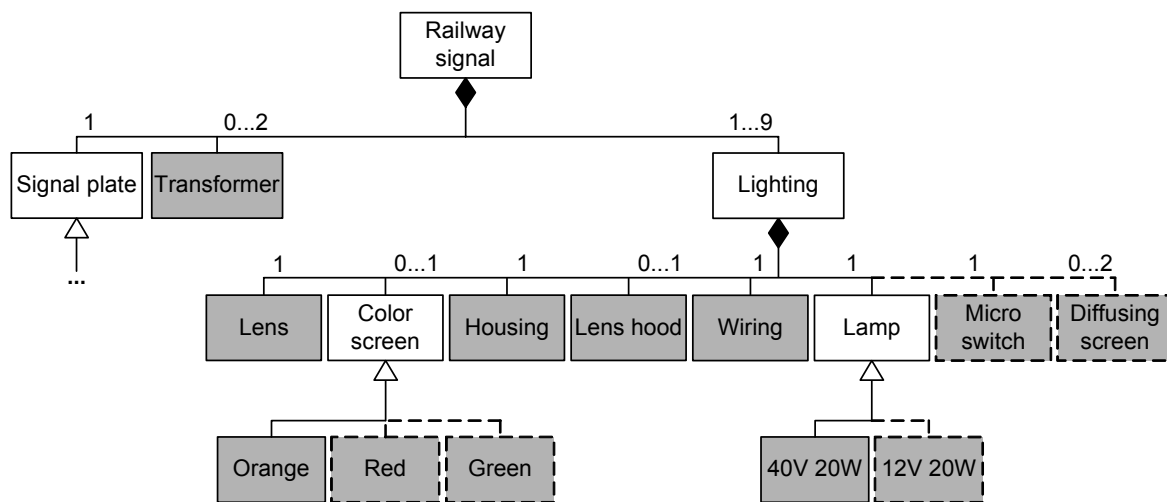 Railway
signal
1
0...2
1...9
Signal plate
Transformer
Lighting
...
1
0...1
1
0...1
1
1
1
0...2
Lens
Color
screen
Housing
Lens hood
Wiring
Lamp
Micro
switch
Diffusing
screen
Orange
Red
Green
40V 20W
12V 20W